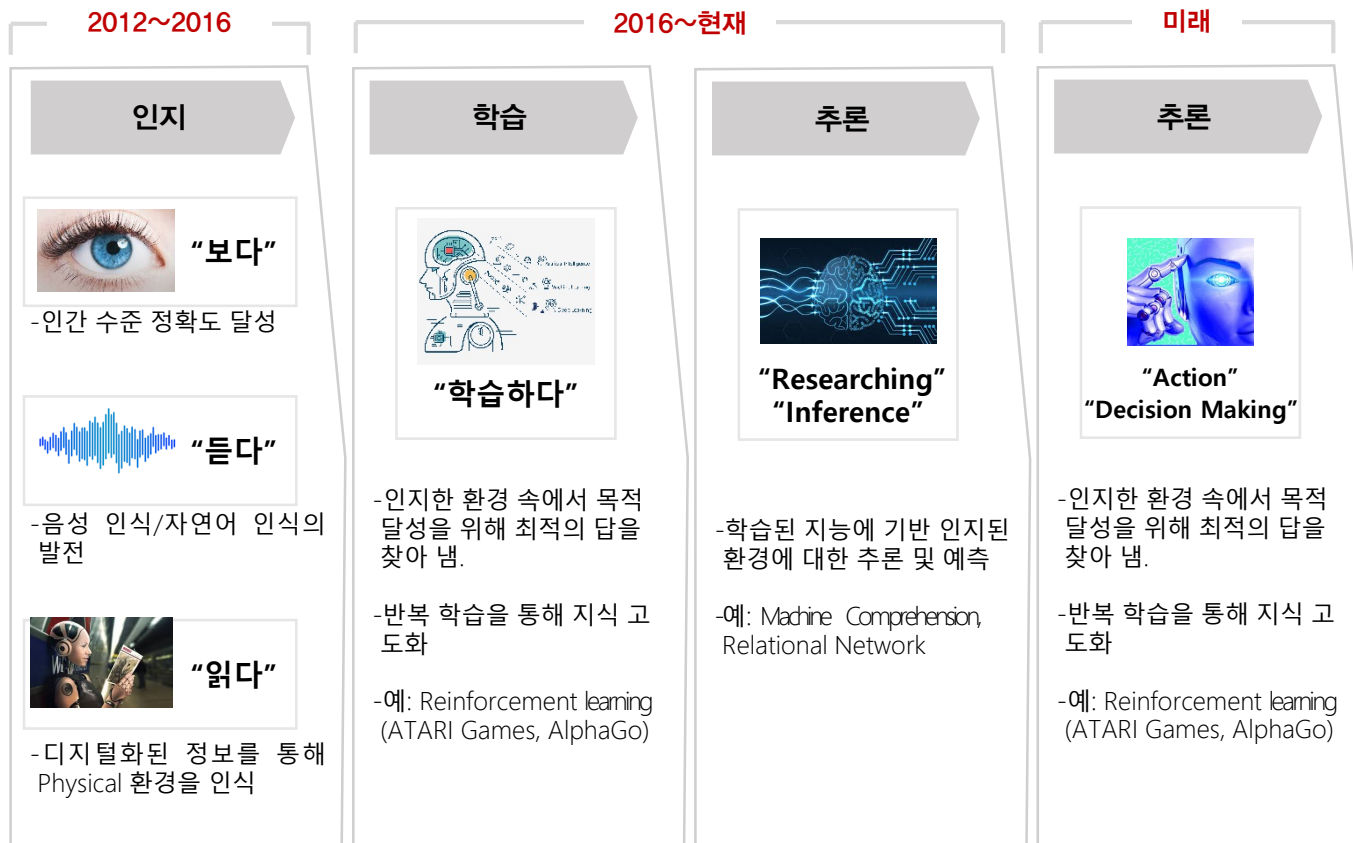 2012~2016
인지
“보다”
-인간 수준 정확도 달성
“듣다”
-음성 인식/자연어 인식의
발전
“읽다”
-디지털화된 정보를 통해
Physical 환경을 인식
2016~현재
학습
“학습하다”
-인지한 환경 속에서 목적
달성을 위해 최적의 답을
찾아 냄.
-반복 학습을 통해 지식 고
도화
-예: Reinforcement learning
(ATARI Games, AlphaGo)
추론
“Researching”
“Inference”
-학습된 지능에 기반 인지된
환경에 대한 추론 및 예측
-예: Machine Comprehension,
Relational Network
미래
추론
“Action”
“Decision Making”
-인지한 환경 속에서 목적
달성을 위해 최적의 답을
찾아 냄.
-반복 학습을 통해 지식 고
도화
-예: Reinforcement learning
(ATARI Games, AlphaGo)